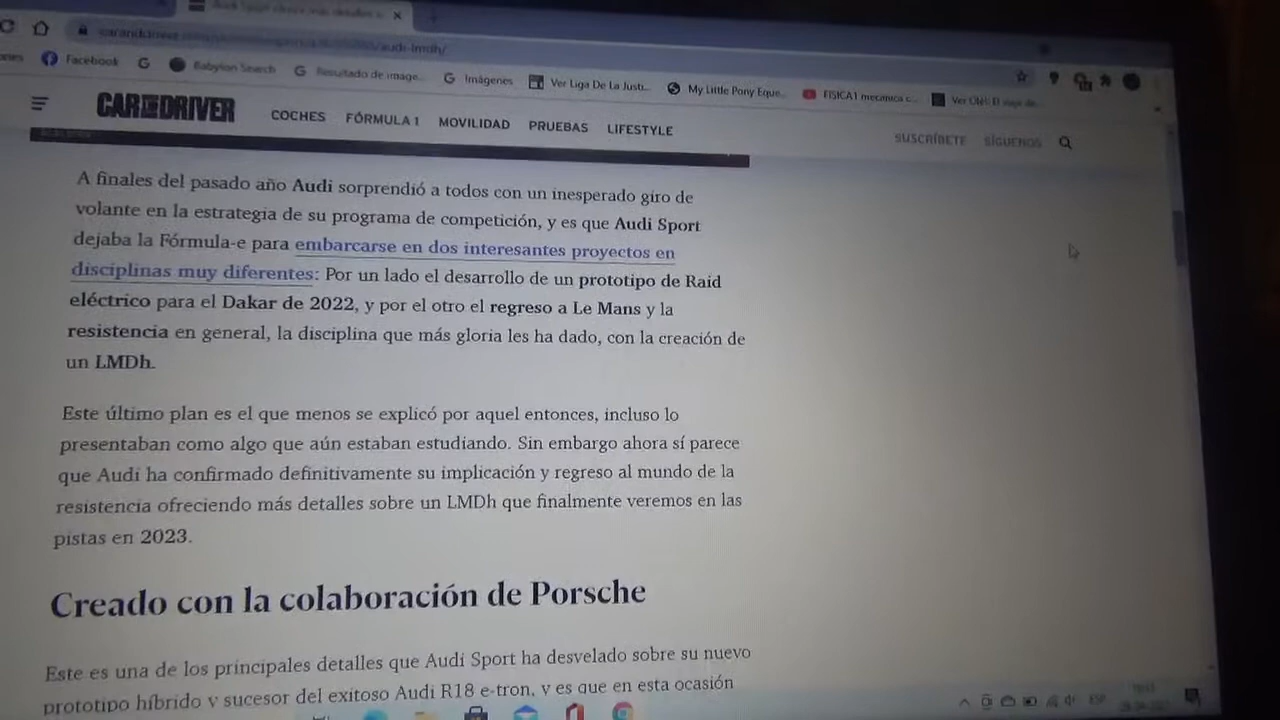 audi-lmdh/
Facebook
Babylon Search
Resultado de image...
Imágenes
Ver Liga De La Justi...
My Little Pony Eque...
FISICA1 mecanica c...
CAR AND DRIVER
COCHES FÓRMULA 1 MOVILIDAD PRUEBAS LIFESTYLE
SUSCRÍBETE SÍGUENOS
A finales del pasado año Audi sorprendió a todos con un inesperado giro de
volante en la estrategia de su programa de competición, y es que Audi Sport
dejaba la Fórmula-e para embarcarse en dos interesantes proyectos en
disciplinas muy diferentes: Por un lado el desarrollo de un prototipo de Raid
eléctrico para el Dakar de 2022, y por el otro el regreso a Le Mans y la
resistencia en general, la disciplina que más gloria les ha dado, con la creación de
un LMDh.
Este último plan es el que menos se explicó por aquel entonces, incluso lo
presentaban como algo que aún estaban estudiando. Sin embargo ahora sí parece
que Audi ha confirmado definitivamente su implicación y regreso al mundo de la
resistencia ofreciendo más detalles sobre un LMDh que finalmente veremos en las
pistas en 2023.
Creado con la colaboración de Porsche
Este es una de los principales detalles que Audi Sport ha desvelado sobre su nuevo
prototipo híbrido y sucesor del exitoso Audi R18 e-tron, y es que en esta ocasión
ESP